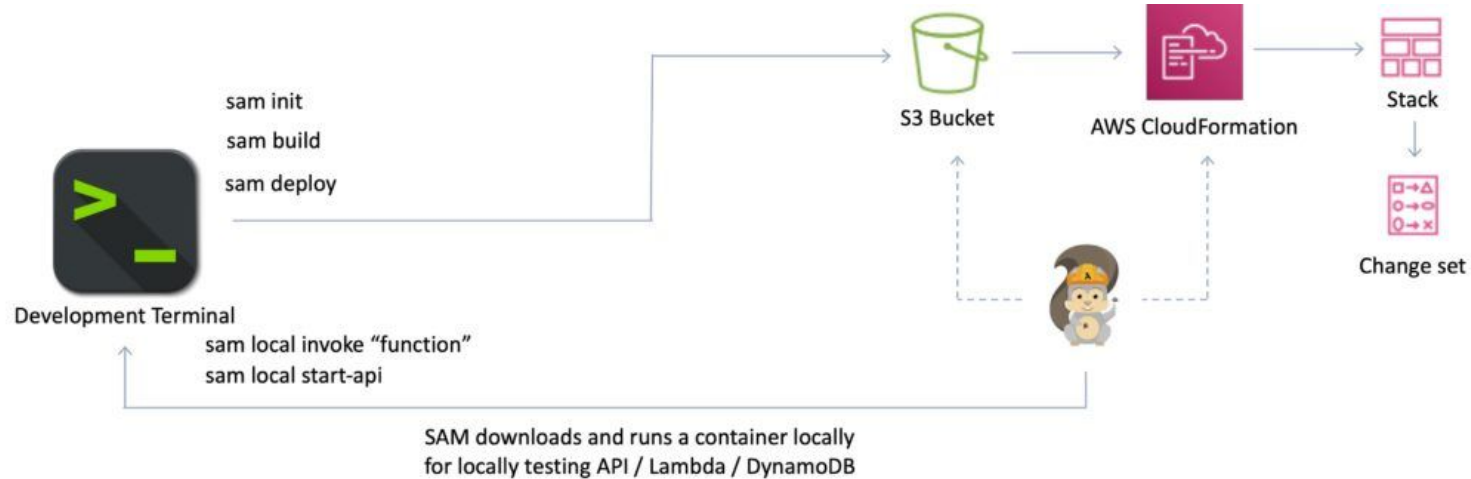 sam init
sam build
sam deploy
S3 Bucket
AWS CloudFormation
Stack
Change set
Development Terminal
sam local invoke “function”
sam local start-api
SAM downloads and runs a container locally
for locally testing API / Lambda / DynamoDB